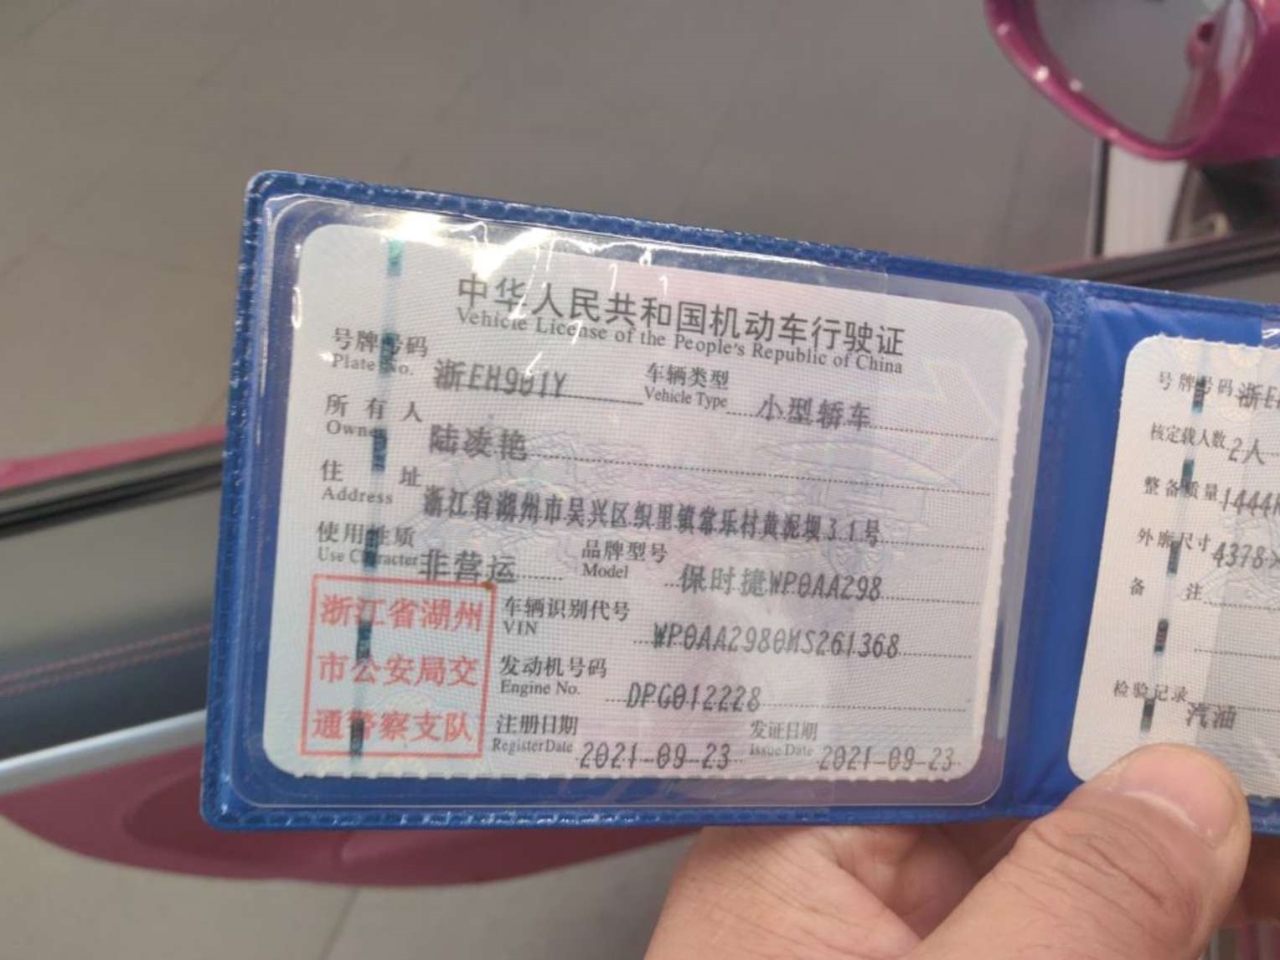 中华人民共和国机动车行驶证
Vehicle License of the People's Republic of China
号牌号码 浙EH901Y 车辆类型 小型轿车
Plate No. Vehicle Type
所有人 陆凌艳
Owner
住址 浙江省湖州市吴兴区织里镇常乐村黄泥坝31号
Address
使用性质 非营运 品牌型号 保时捷WP0AA298
Use Character Model
浙江省湖州
市公安局交
通警察支队
车辆识别代号 WP0AA2980MS261368
VIN
发动机号码 DPG012228
Engine No.
注册日期 2021-09-23 发证日期 2021-09-23
Register Date Issue Date
号牌号码 浙E
核定载人数 2人
整备质量 1444
外廓尺寸 4378×
备注
检验记录
汽油